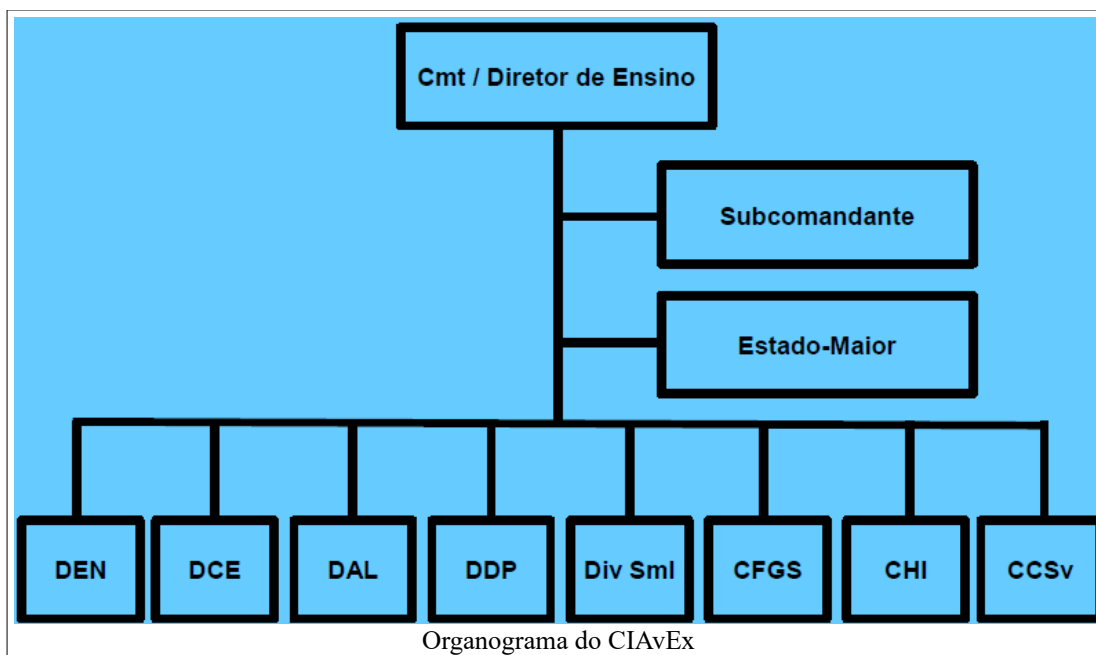 Cmt / Diretor de Ensino
Subcomandante
Estado-Maior
DEN
DCE
DAL
DDP
Div Sml
CFGS
CHI
CCSv
Organograma do CIAvEx